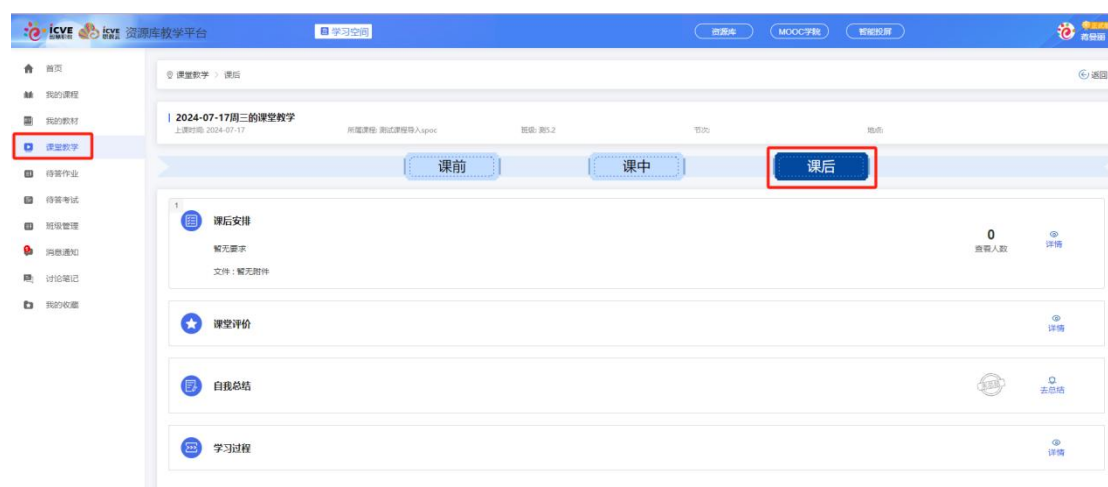 icve 智慧职教 icve 职教云 资源库教学平台
学习空间
资源库
MOOC学院
智能投屏
首页
我的课程
我的教材
课堂教学
待答作业
待答考试
班级管理
消息通知
讨论笔记
我的收藏
课堂教学 > 课后
返回
2024-07-17周三的课堂教学
上课时间: 2024-07-17
所属课程: 测试课程导入spoc
班级: 测5.2
节次:
地点:
课前
课中
课后
1
课后安排
暂无要求
文件：暂无附件
0
查看人数
详情
课堂评价
详情
自我总结
去总结
学习过程
详情